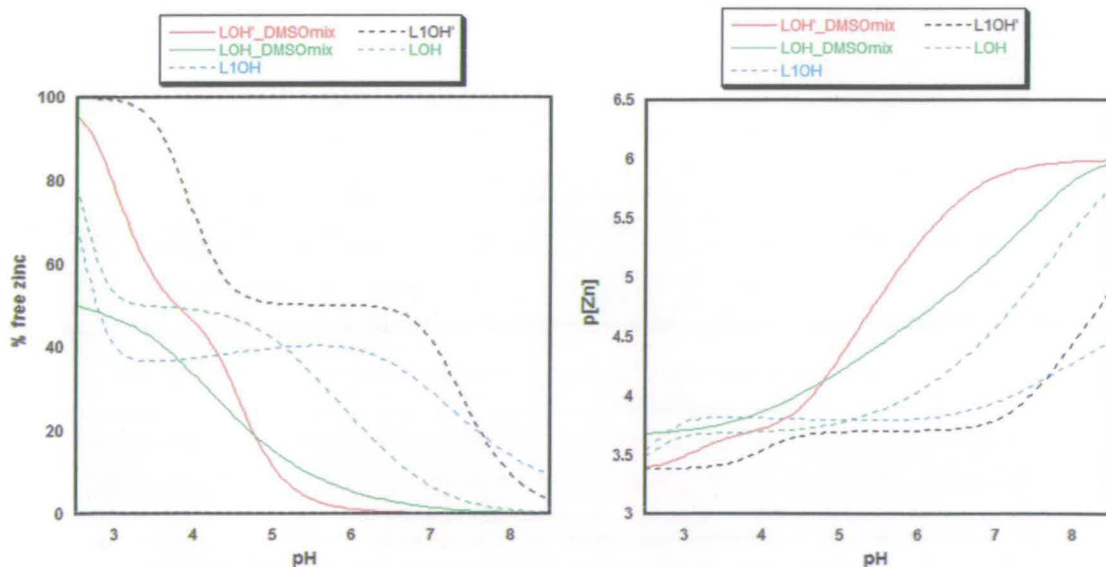 LOH'_DMSOmix L1OH'
LOH_DMSOmix LOH
L1OH
100
80
60
40
20
0
% free zinc
3 4 5 6 7 8
pH
LOH'_DMSOmix L1OH'
LOH_DMSOmix LOH
L1OH
6.5
6
5.5
5
4.5
4
3.5
3
p[Zn]
3 4 5 6 7 8
pH